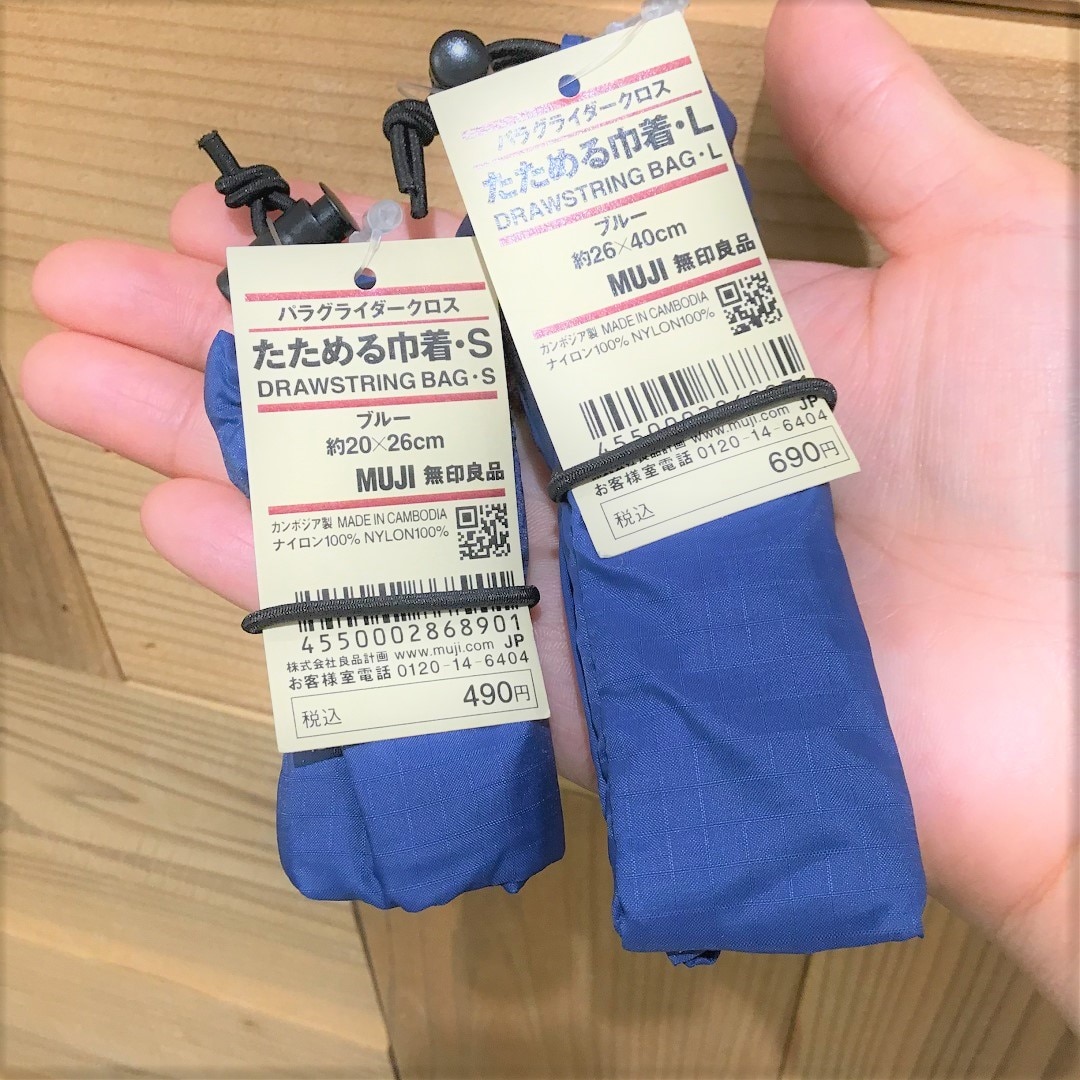 パラグライダークロス
たためる巾着・S
DRAWSTRING BAG・S
ブルー
約20×26cm
MUJI 無印良品
カンボジア製 MADE IN CAMBODIA
ナイロン100% NYLON100%
4550002868901
株式会社良品計画 www.muji.com JP
お客様室電話 0120-14-6404
税込 490円
パラグライダークロス
たためる巾着・L
DRAWSTRING BAG・L
ブルー
約26×40cm
MUJI 無印良品
カンボジア製 MADE IN CAMBODIA
ナイロン100% NYLON100%
www.muji.com JP
お客様室電話 0120-14-6404
税込 690円